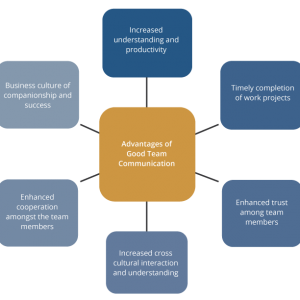 Increased
understanding and
productivity
Business culture of
companionship and
success
Timely completion
of work projects
Advantages of
Good Team
Communication
Enhanced
cooperation
amongst the team
members
Enhanced trust
among team
members
Increased cross
cultural interaction
and understanding